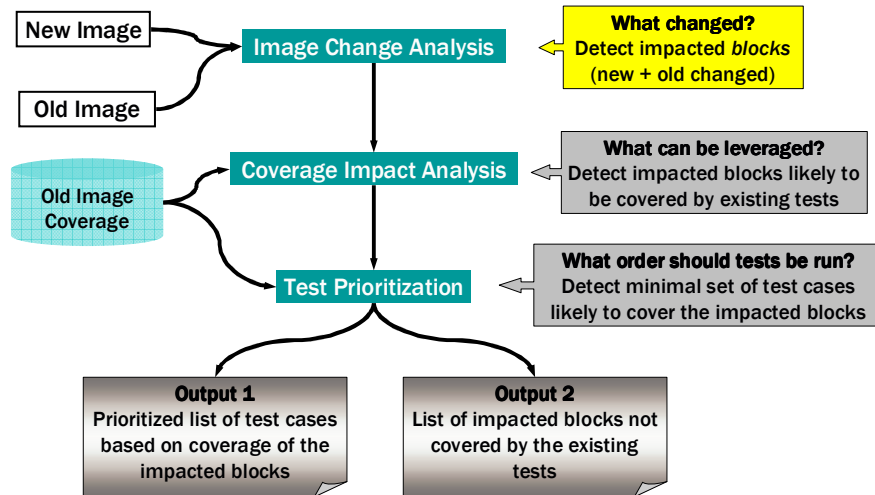 New Image
Old Image
Image Change Analysis
What changed?
Detect impacted blocks
(new + old changed)
Old Image
Coverage
Coverage Impact Analysis
What can be leveraged?
Detect impacted blocks likely to
be covered by existing tests
Test Prioritization
What order should tests be run?
Detect minimal set of test cases
likely to cover the impacted blocks
Output 1
Prioritized list of test cases
based on coverage of the
impacted blocks
Output 2
List of impacted blocks not
covered by the existing
tests